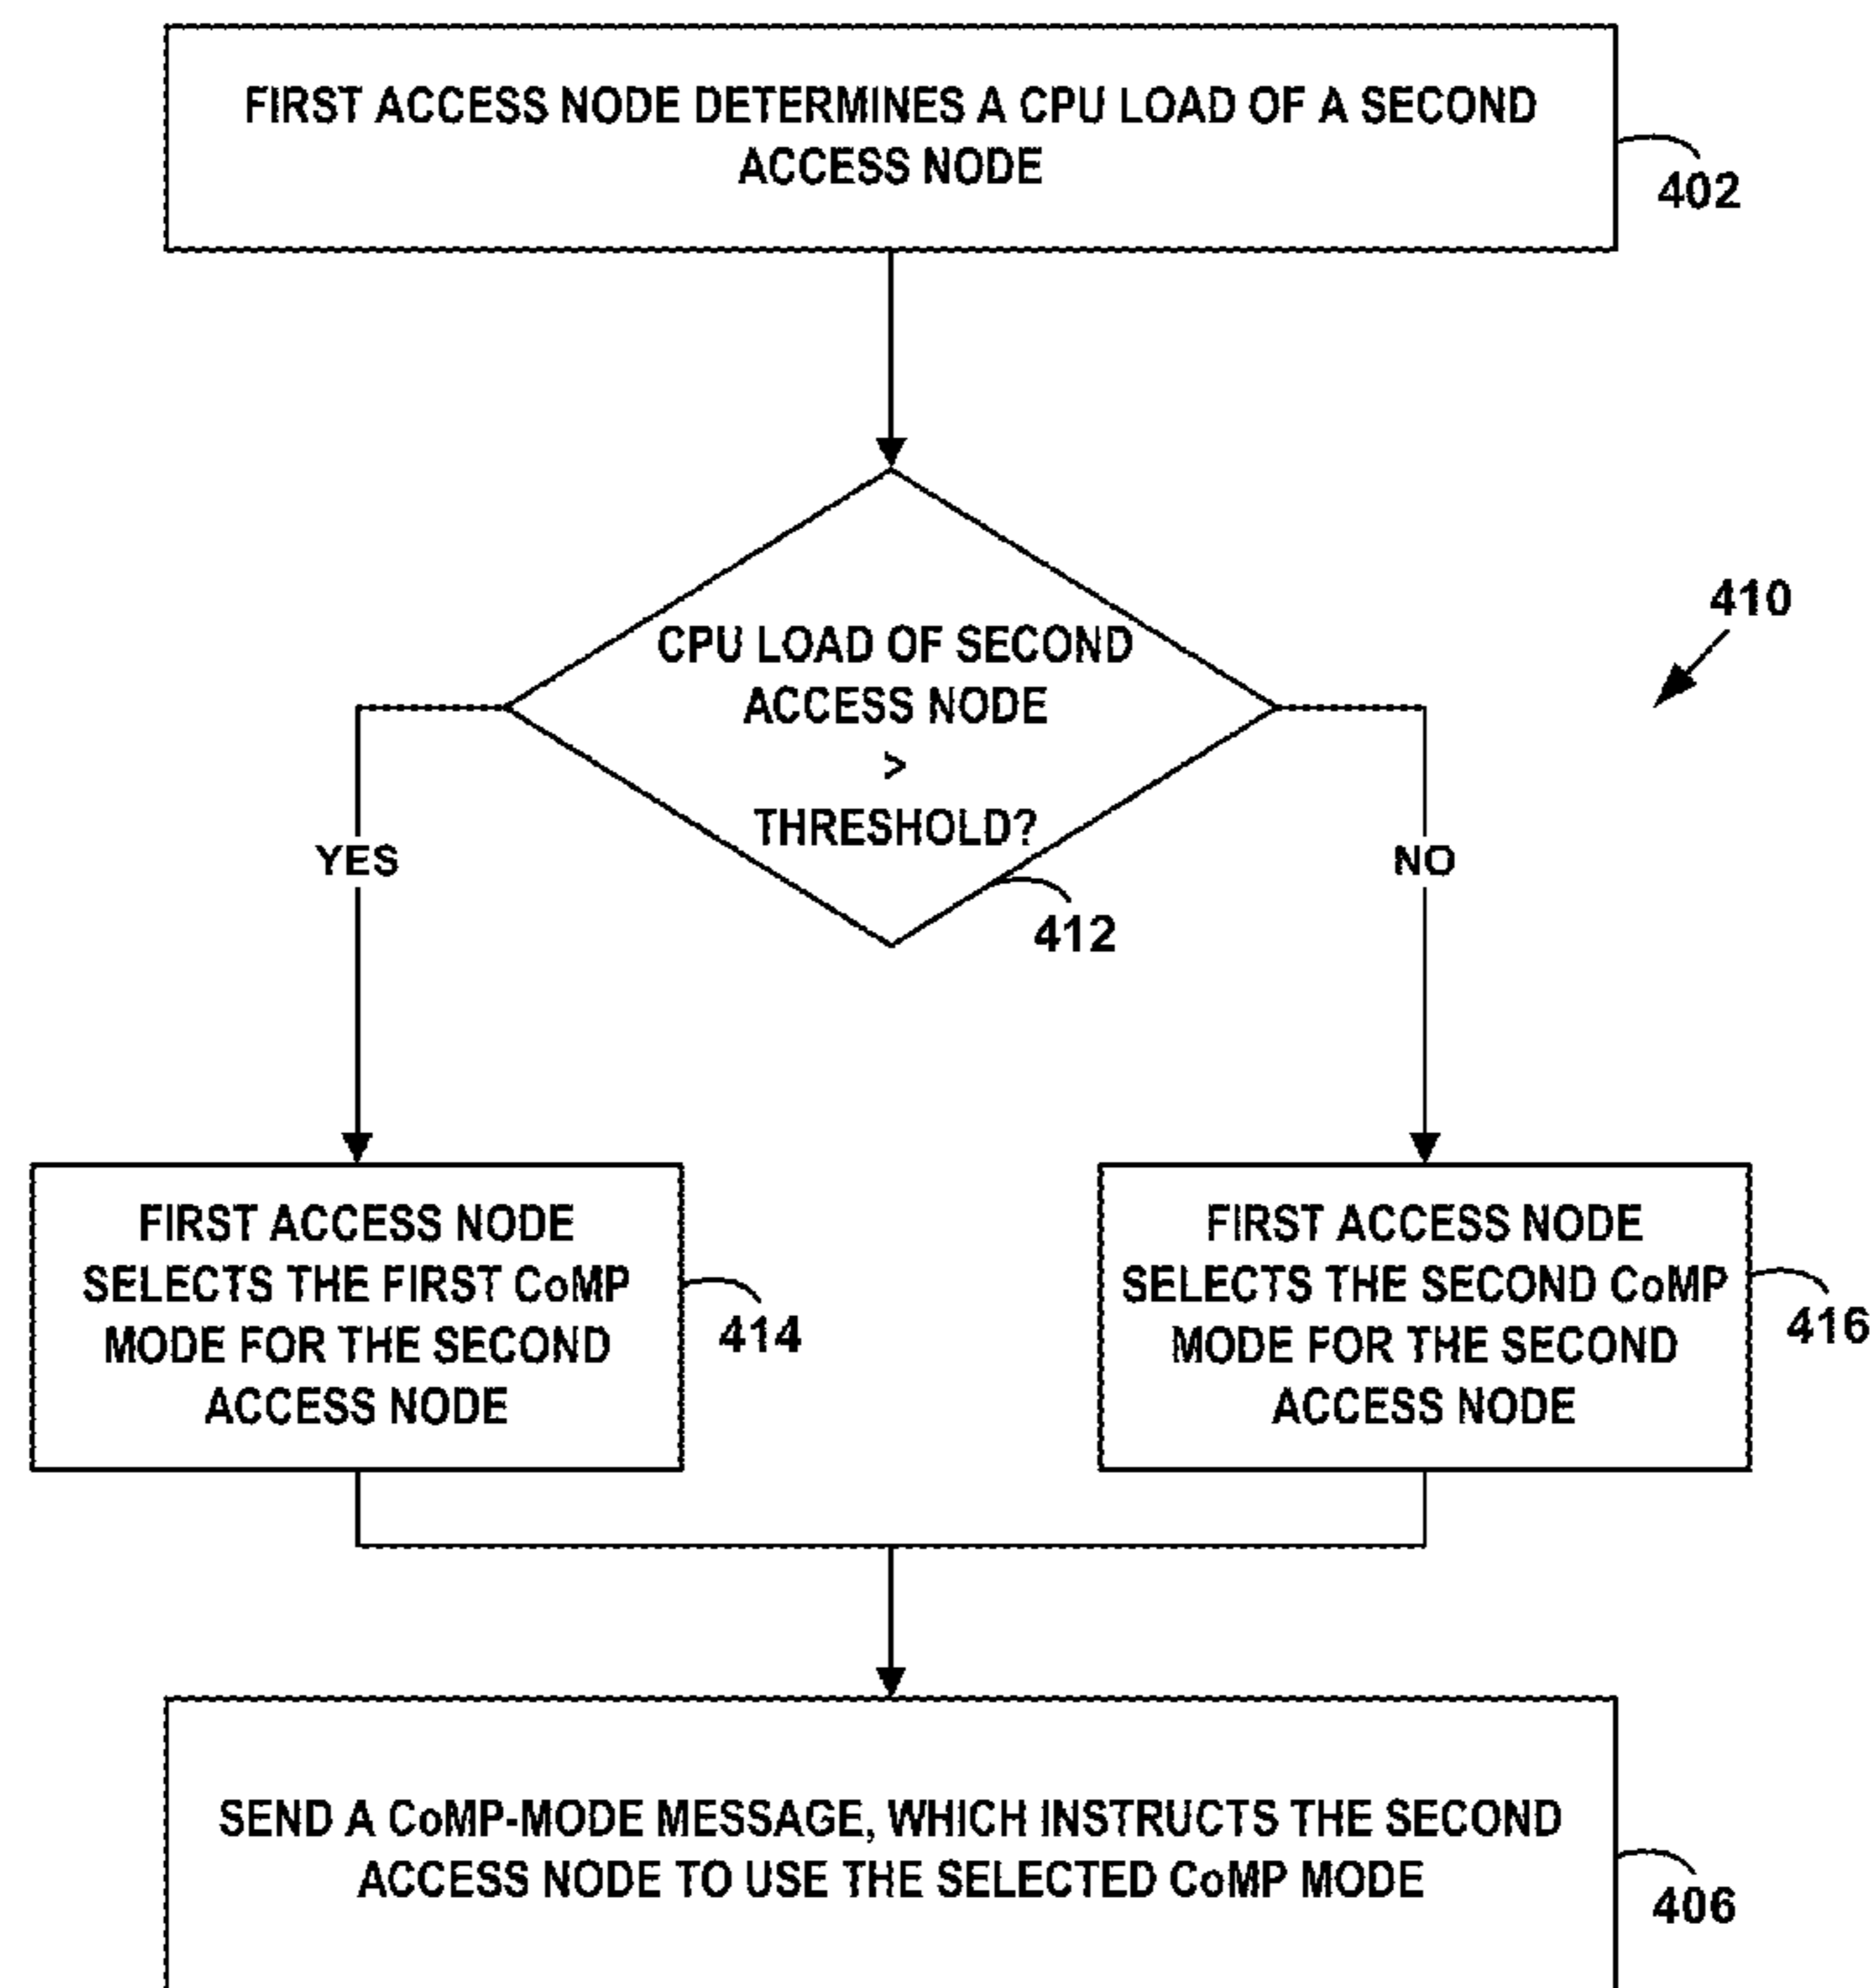 FIRST ACCESS NODE DETERMINES A CPU LOAD OF A SECOND
ACCESS NODE
402
410
CPU LOAD OF SECOND
ACCESS NODE
>
THRESHOLD?
412
YES
NO
FIRST ACCESS NODE
SELECTS THE FIRST CoMP
MODE FOR THE SECOND
ACCESS NODE
414
FIRST ACCESS NODE
SELECTS THE SECOND CoMP
MODE FOR THE SECOND
ACCESS NODE
416
SEND A CoMP-MODE MESSAGE, WHICH INSTRUCTS THE SECOND
ACCESS NODE TO USE THE SELECTED CoMP MODE
406